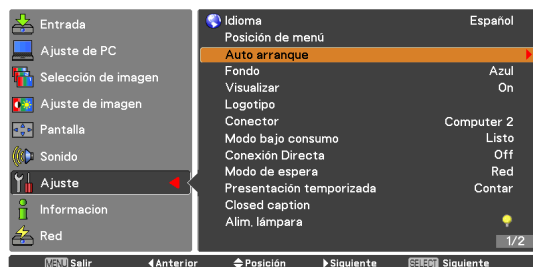 Entrada
Ajuste de PC
Selección de imagen
Ajuste de imagen
Pantalla
Sonido
Ajuste
Informacion
Red
Idioma Español
Posición de menú
Auto arranque
Fondo Azul
Visualizar On
Logotipo
Conector Computer 2
Modo bajo consumo Listo
Conexión Directa Off
Modo de espera Red
Presentación temporizada Contar
Closed caption
Alim. lámpara
1/2
MENU Salir Anterior Posición Siguiente SELECT Siguiente